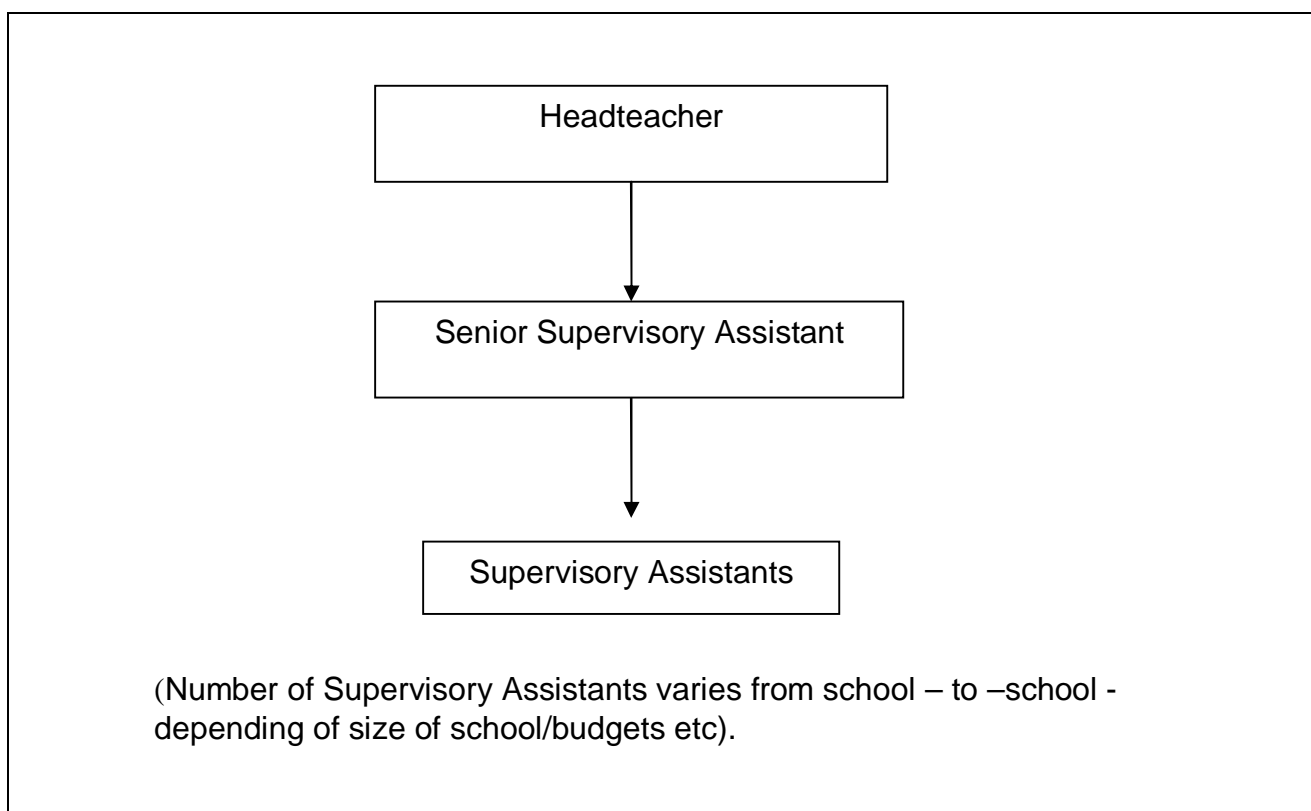 Headteacher
Senior Supervisory Assistant
Supervisory Assistants
(Number of Supervisory Assistants varies from school – to –school -
depending of size of school/budgets etc).